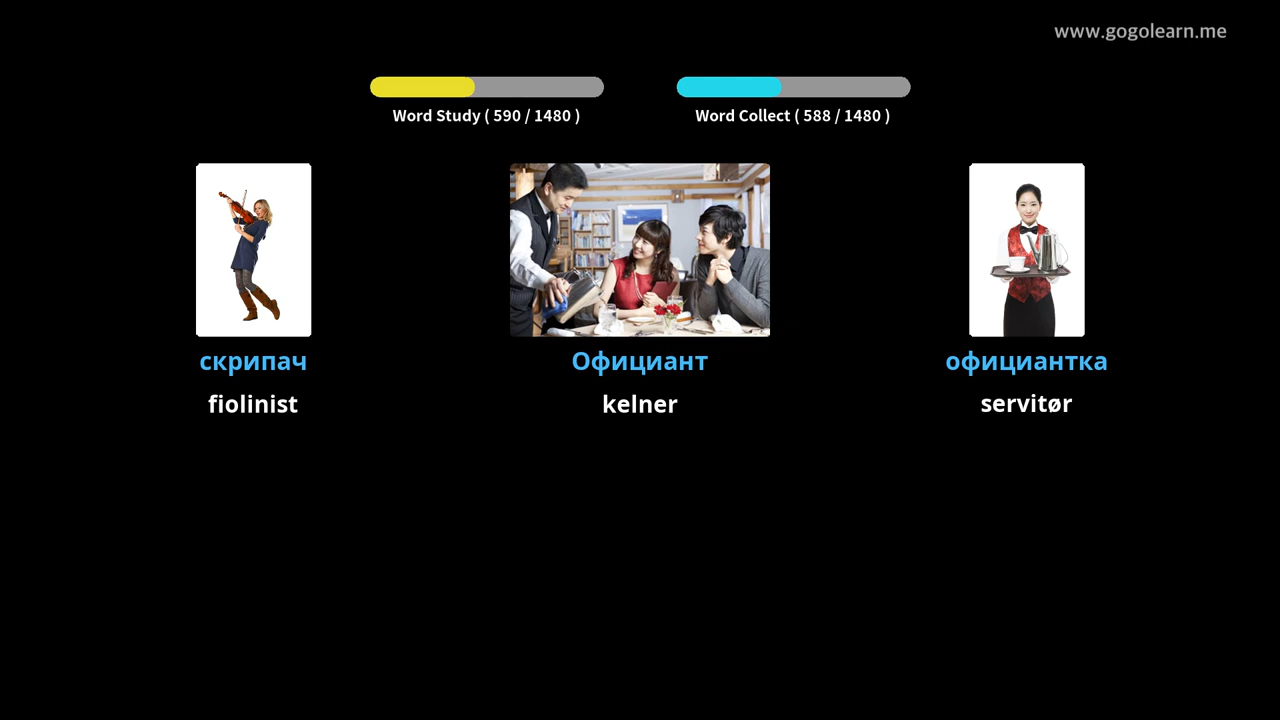 www.gogolearn.me
Word Study ( 590 / 1480 )
Word Collect ( 588 / 1480 )
скрипач
Официант
официантка
fiolinist
kelner
servitør